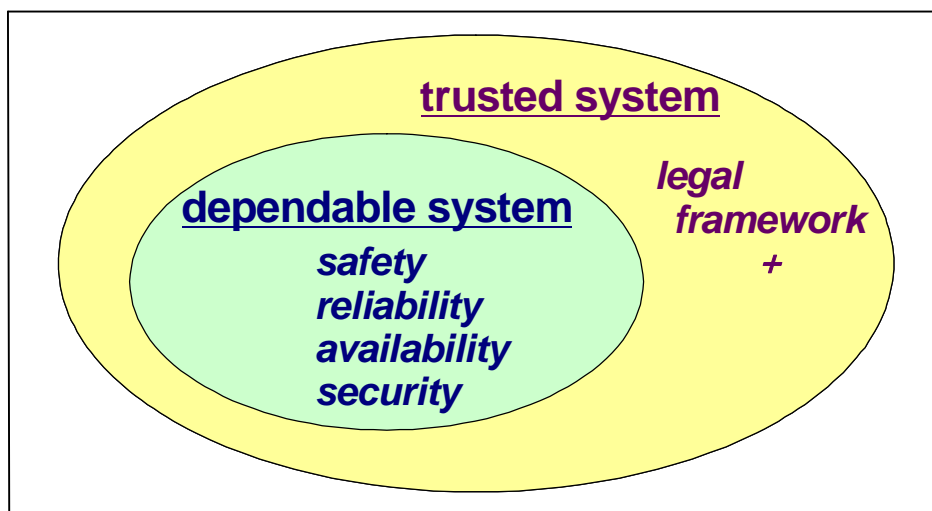 trusted system
legal
framework
+
dependable system
safety
reliability
availability
security